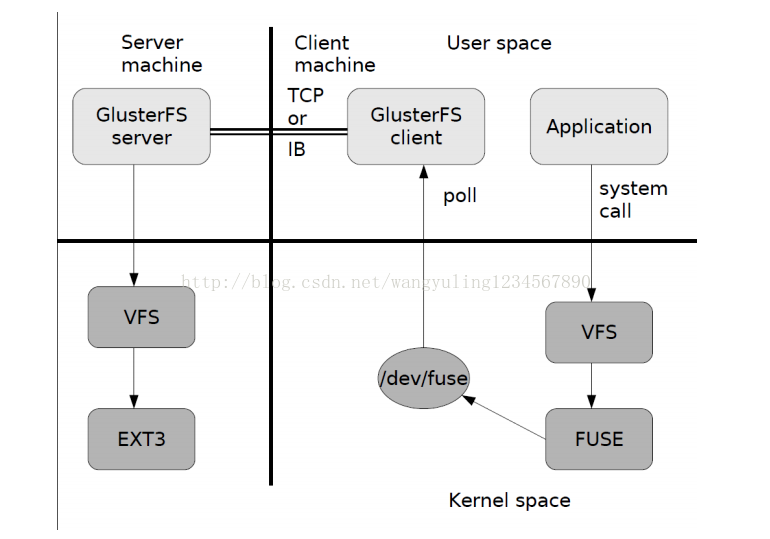 Server
machine
Client
machine
User space
GlusterFS
server
TCP
or
IB
GlusterFS
client
Application
poll
system
call
http://blog.csdn.net/wangyuling1234567890
VFS
VFS
/dev/fuse
EXT3
FUSE
Kernel space